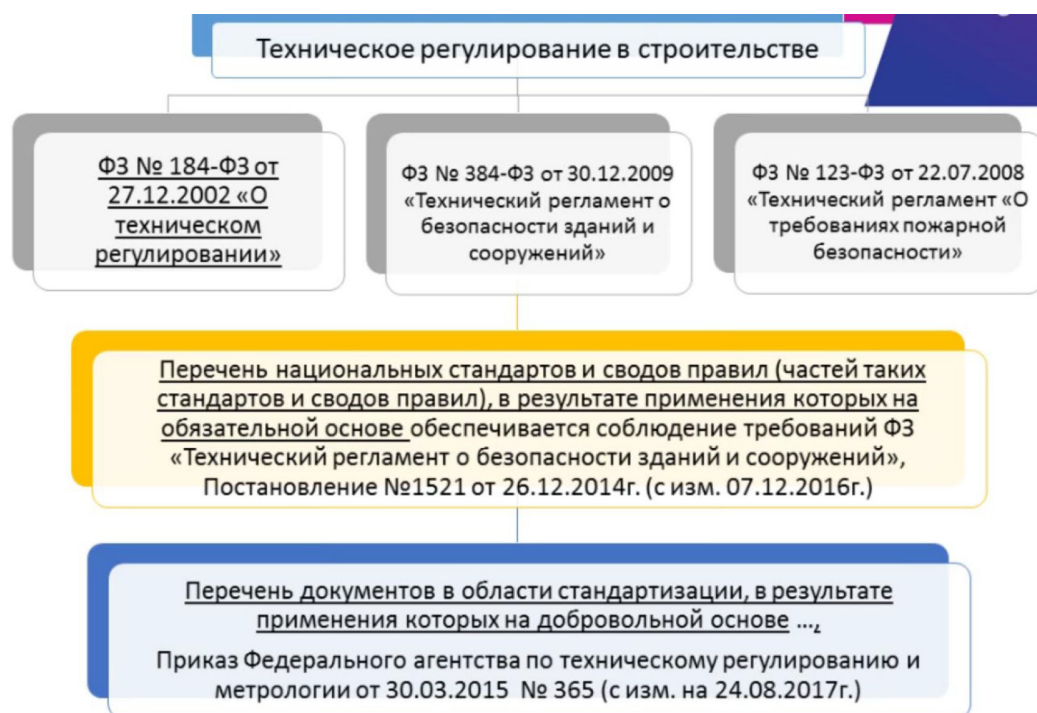 Техническое регулирование в строительстве
ФЗ № 184-ФЗ от
27.12.2002 «О
техническом
регулировании»
ФЗ № 384-ФЗ от 30.12.2009
«Технический регламент о
безопасности зданий и
сооружений»
ФЗ № 123-ФЗ от 22.07.2008
«Технический регламент «О
требованиях пожарной
безопасности»
Перечень национальных стандартов и сводов правил (частей таких
стандартов и сводов правил), в результате применения которых на
обязательной основе обеспечивается соблюдение требований ФЗ
«Технический регламент о безопасности зданий и сооружений»,
Постановление №1521 от 26.12.2014г. (с изм. 07.12.2016г.)
Перечень документов в области стандартизации, в результате
применения которых на добровольной основе ...,
Приказ Федерального агентства по техническому регулированию и
метрологии от 30.03.2015 № 365 (с изм. на 24.08.2017г.)